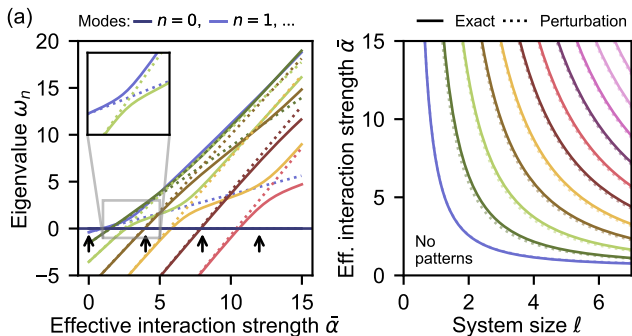 (a) Modes: n = 0, n = 1, ...
Exact Perturbation
Eigenvalue ωₙ
20
15
10
5
0
−5
0 5 10 15
Effective interaction strength ᾱ
Eff. interaction strength ᾱ
15
10
5
0
No
patterns
0 2 4 6
System size ℓ